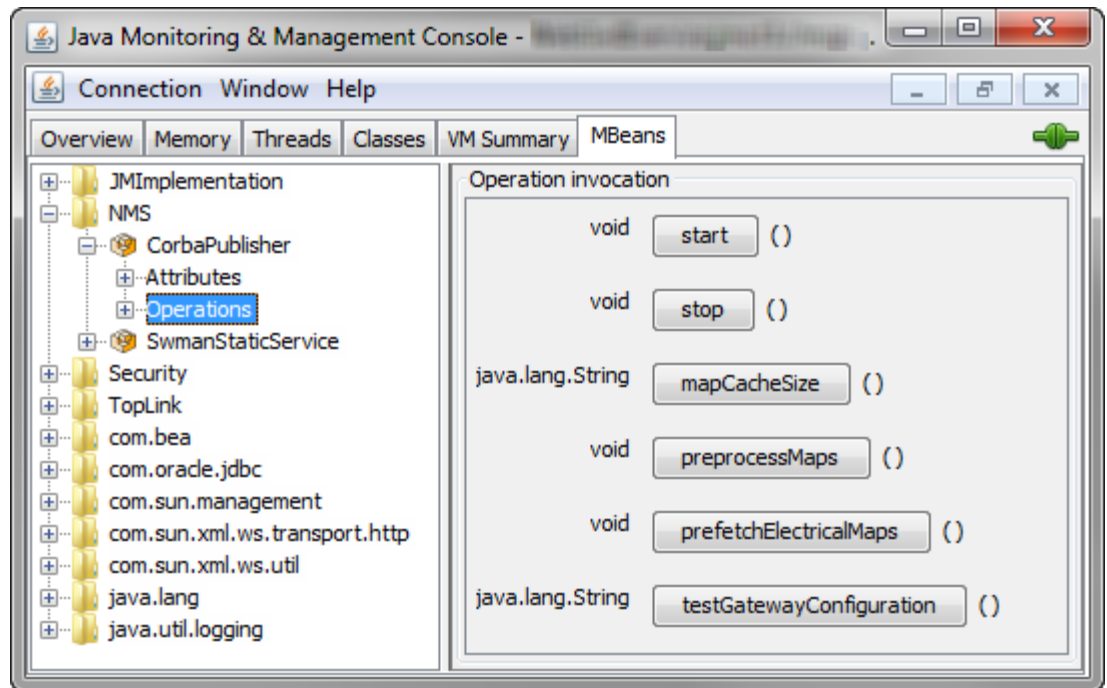 Java Monitoring & Management Console -
Connection Window Help
Overview Memory Threads Classes VM Summary MBeans
JMImplementation
NMS
CorbaPublisher
Attributes
Operations
SwmanStaticService
Security
TopLink
com.bea
com.oracle.jdbc
com.sun.management
com.sun.xml.ws.transport.http
com.sun.xml.ws.util
java.lang
java.util.logging
Operation invocation
void start ()
void stop ()
java.lang.String mapCacheSize ()
void preprocessMaps ()
void prefetchElectricalMaps ()
java.lang.String testGatewayConfiguration ()